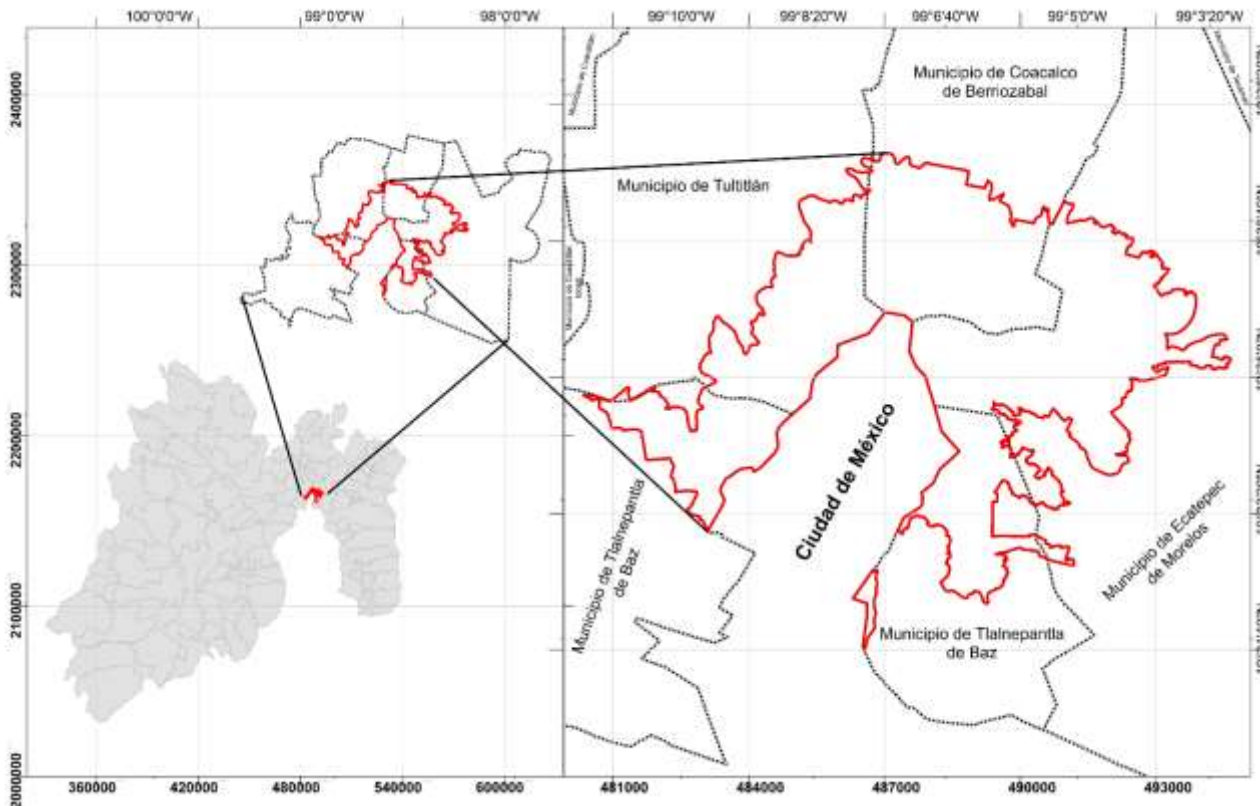 100°0'0"W 99°0'0"W 98°0'0"W 99°10'0"W 99°8'20"W 99°6'40"W 99°5'0"W 99°3'20"W
Municipio de Coacalco
de Berriozabal
Municipio de Tultitlán
Ciudad de México
Municipio de Tlalnepantla
de Baz
Municipio de Ecatepec
de Morelos
Municipio de Tlalnepantla
de Baz
2400000
2300000
2200000
2100000
2000000
360000 420000 480000 540000 600000 481000 484000 487000 490000 493000